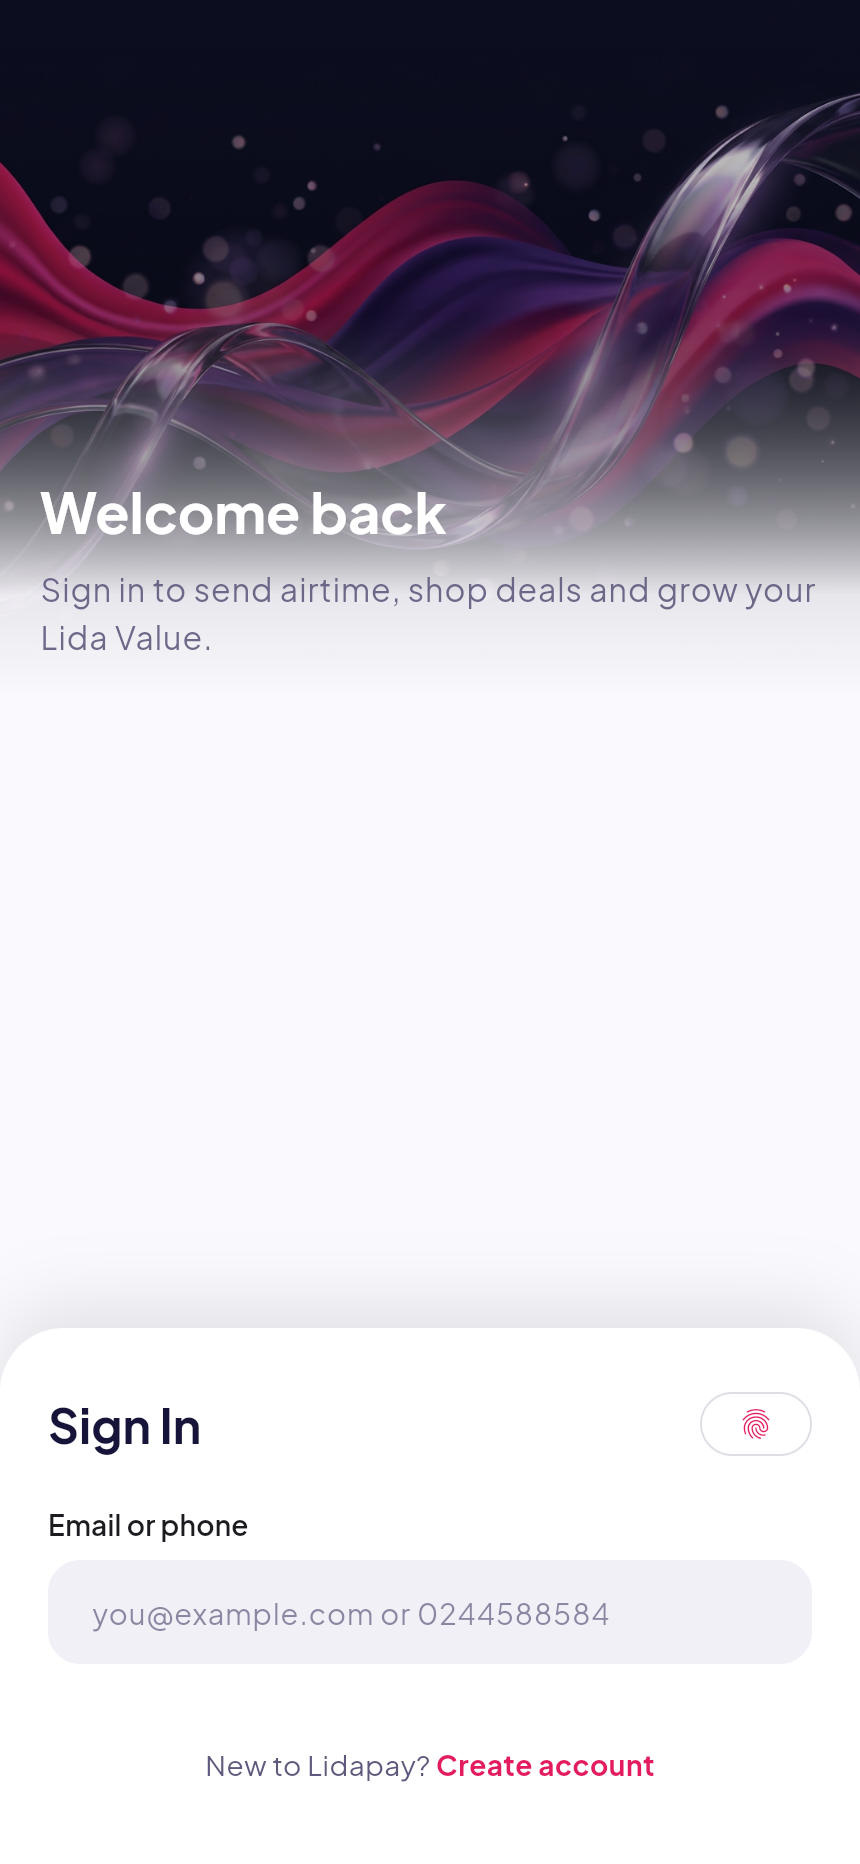 Welcome back
Sign in to send airtime, shop deals and grow your
Lida Value.
Sign In
Email or phone
you@example.com or 0244588584
New to Lidapay? Create account